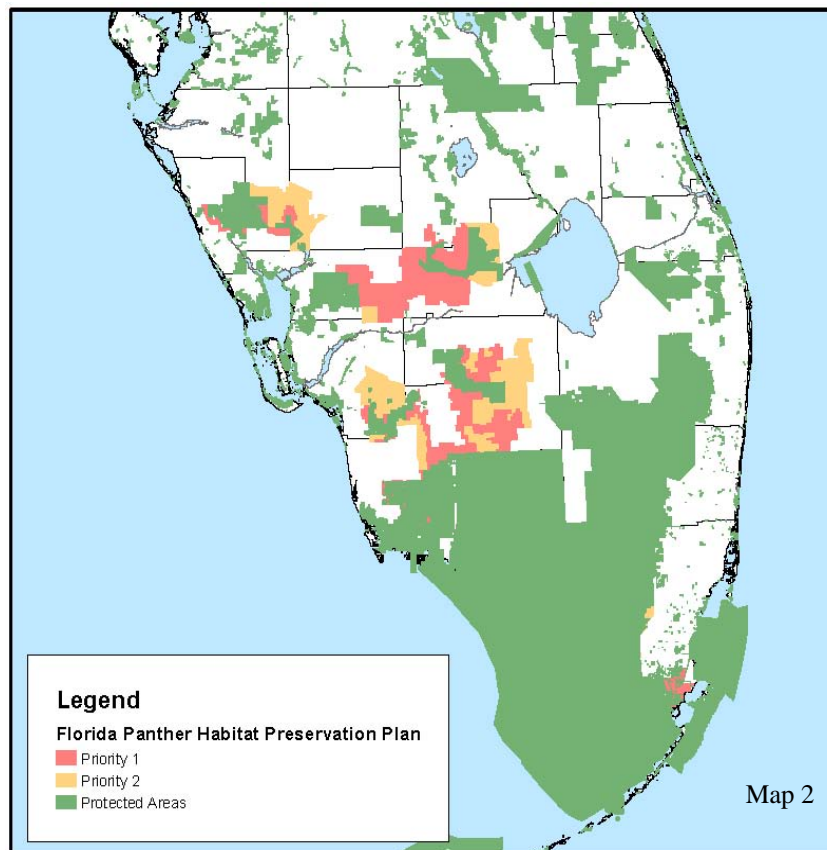 Legend
Florida Panther Habitat Preservation Plan
Priority 1
Priority 2
Protected Areas
Map 2